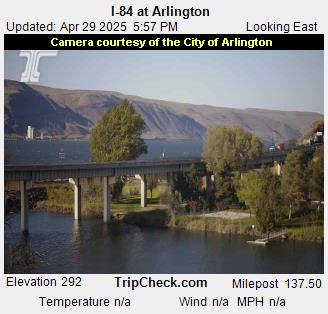 I-84 at Arlington
Updated: Apr 29 2025 5:57 PM Looking East
Camera courtesy of the City of Arlington
Elevation 292 TripCheck.com Milepost 137.50
Temperature n/a Wind n/a MPH n/a